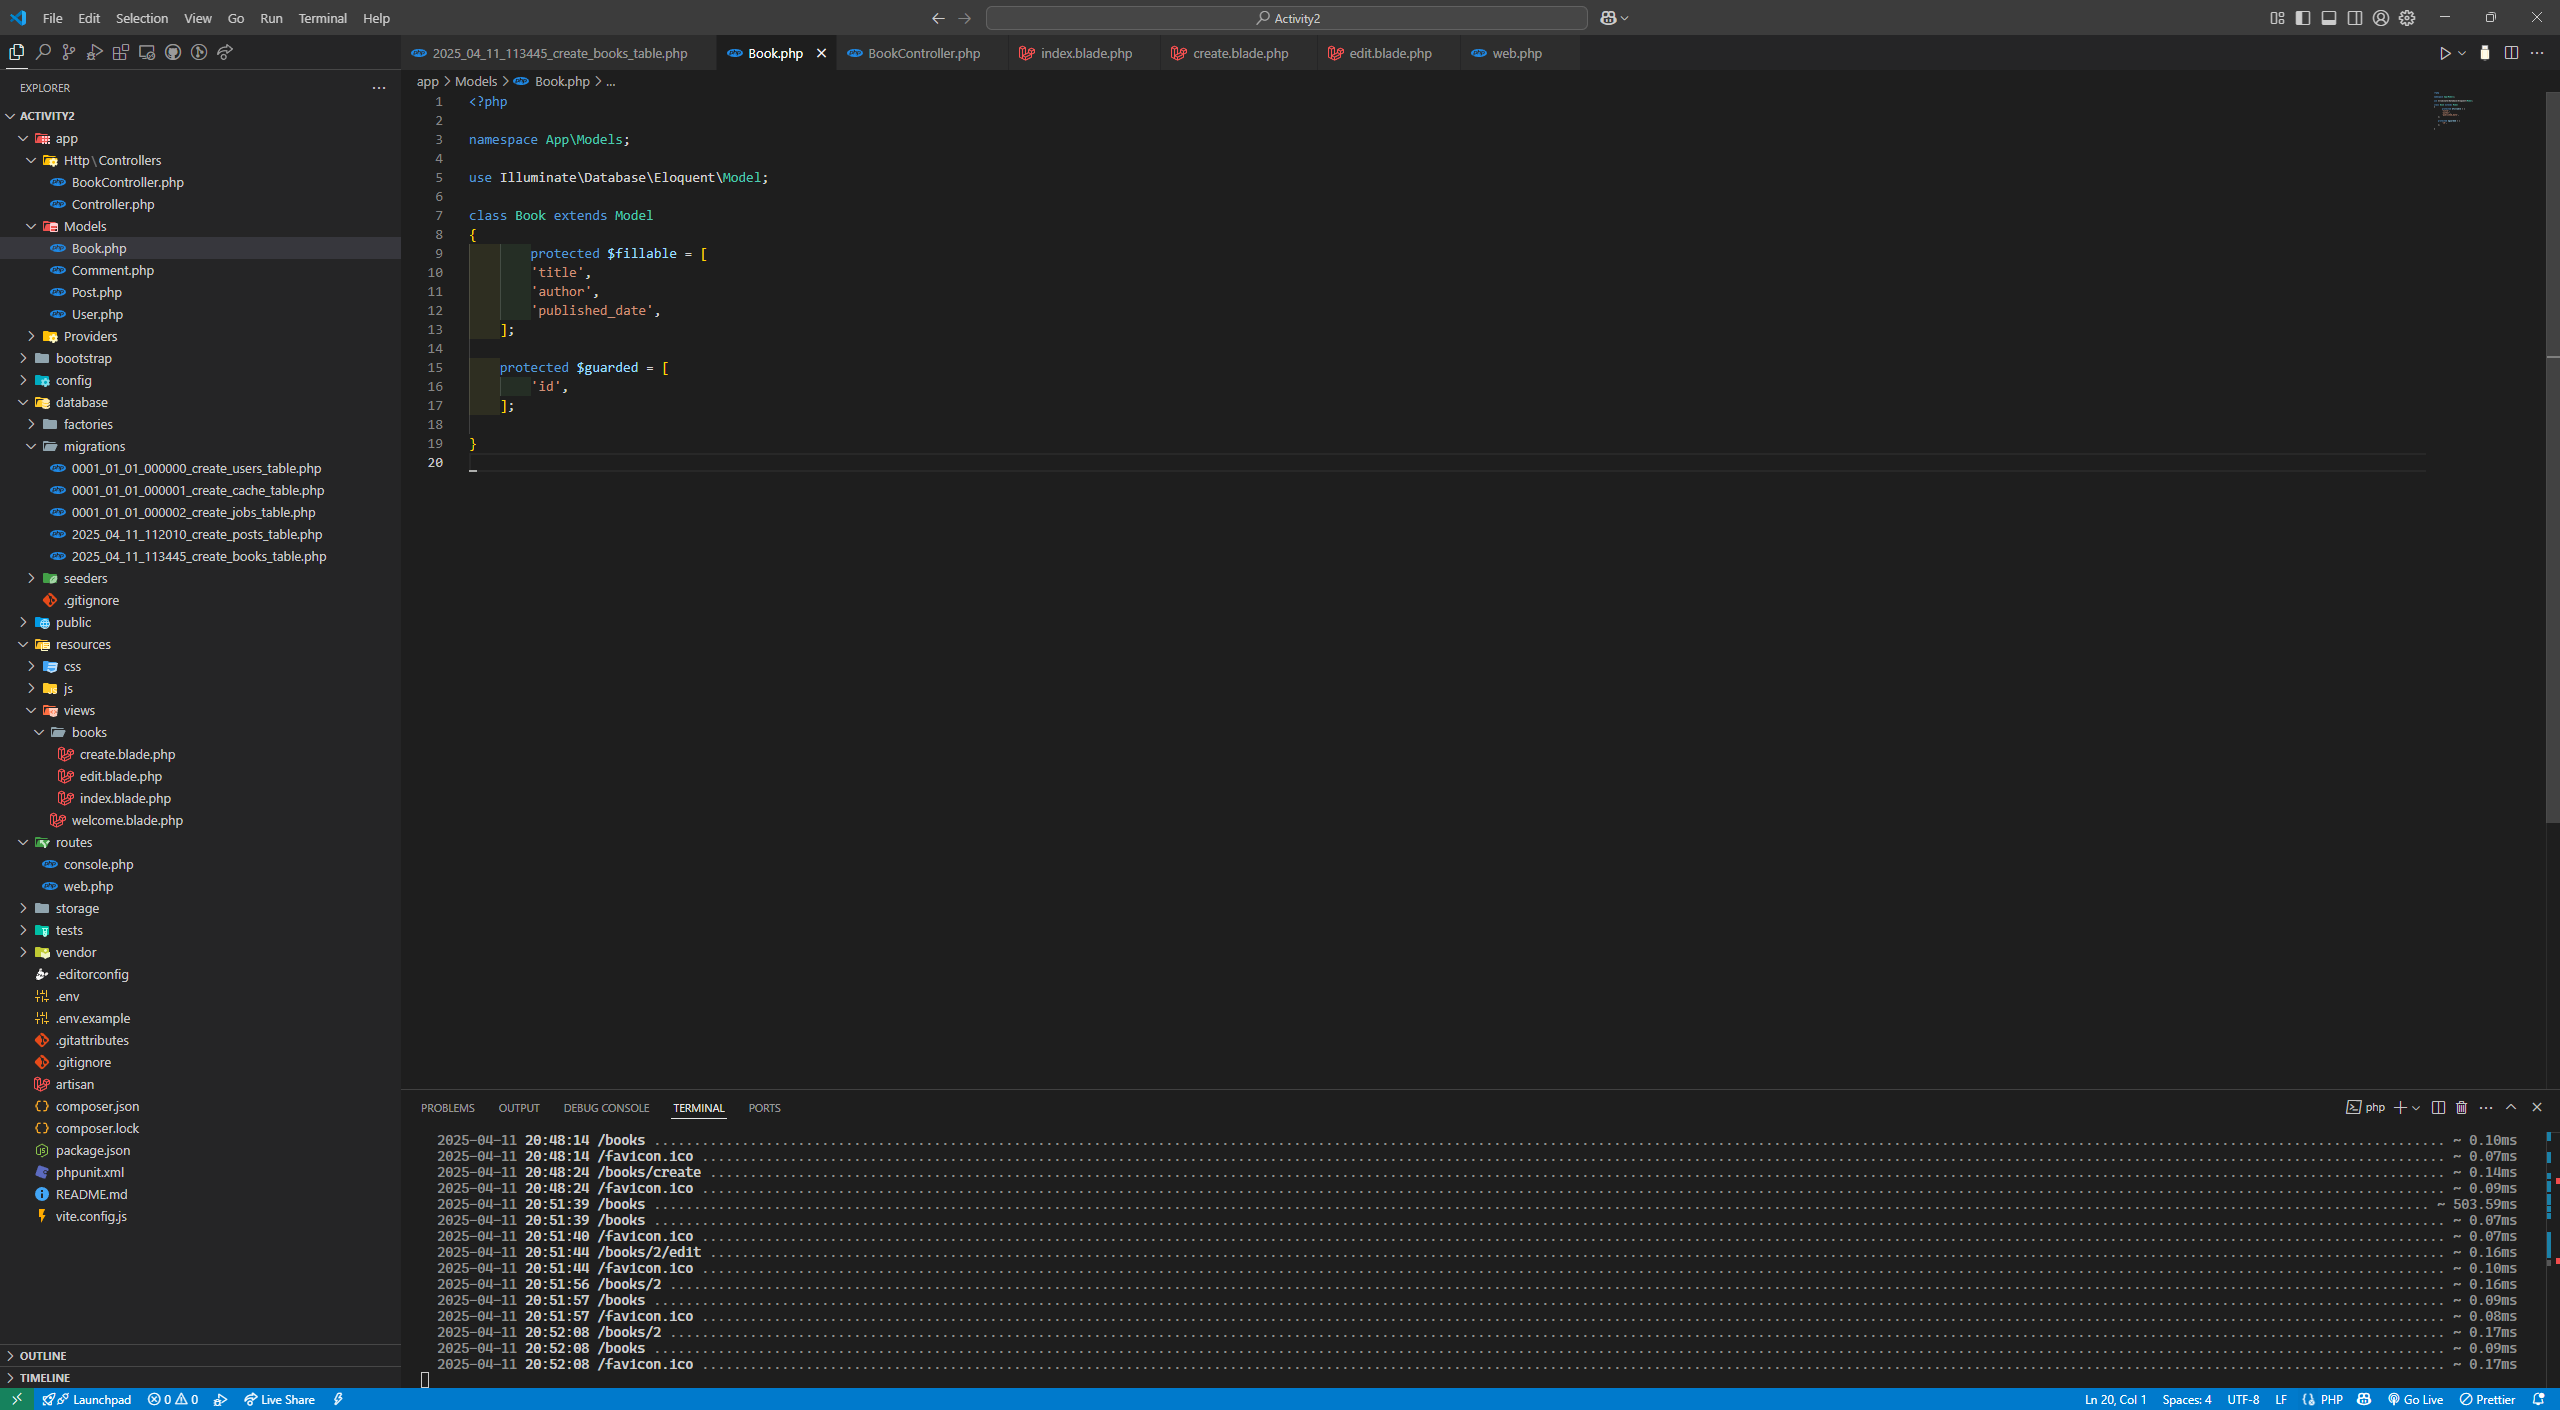 File Edit Selection View Go Run Terminal Help
Activity2
EXPLORER
2025_04_11_113445_create_books_table.php Book.php BookController.php index.blade.php create.blade.php edit.blade.php web.php
app > Models > Book.php > ...
ACTIVITY2
app
Http\Controllers
BookController.php
Controller.php
Models
Book.php
Comment.php
Post.php
User.php
Providers
bootstrap
config
database
factories
migrations
0001_01_01_000000_create_users_table.php
0001_01_01_000001_create_cache_table.php
0001_01_01_000002_create_jobs_table.php
2025_04_11_112010_create_posts_table.php
2025_04_11_113445_create_books_table.php
seeders
.gitignore
public
resources
css
js
views
books
create.blade.php
edit.blade.php
index.blade.php
welcome.blade.php
routes
console.php
web.php
storage
tests
vendor
.editorconfig
.env
.env.example
.gitattributes
.gitignore
artisan
composer.json
composer.lock
package.json
phpunit.xml
README.md
vite.config.js
OUTLINE
TIMELINE
1 <?php
2
3 namespace App\Models;
4
5 use Illuminate\Database\Eloquent\Model;
6
7 class Book extends Model
8 {
9 protected $fillable = [
10 'title',
11 'author',
12 'published_date',
13 ];
14
15 protected $guarded = [
16 'id',
17 ];
18
19 }
20
PROBLEMS OUTPUT DEBUG CONSOLE TERMINAL PORTS
php
2025-04-11 20:48:14 /books ~ 0.10ms
2025-04-11 20:48:14 /favicon.ico ~ 0.07ms
2025-04-11 20:48:24 /books/create ~ 0.14ms
2025-04-11 20:48:24 /favicon.ico ~ 0.09ms
2025-04-11 20:51:39 /books ~ 503.59ms
2025-04-11 20:51:39 /books ~ 0.07ms
2025-04-11 20:51:40 /favicon.ico ~ 0.07ms
2025-04-11 20:51:44 /books/2/edit ~ 0.16ms
2025-04-11 20:51:44 /favicon.ico ~ 0.10ms
2025-04-11 20:51:56 /books/2 ~ 0.16ms
2025-04-11 20:51:57 /books ~ 0.09ms
2025-04-11 20:51:57 /favicon.ico ~ 0.08ms
2025-04-11 20:52:08 /books/2 ~ 0.17ms
2025-04-11 20:52:08 /books ~ 0.09ms
2025-04-11 20:52:08 /favicon.ico ~ 0.17ms
Launchpad 0 0 Live Share Ln 20, Col 1 Spaces: 4 UTF-8 LF PHP Go Live Prettier